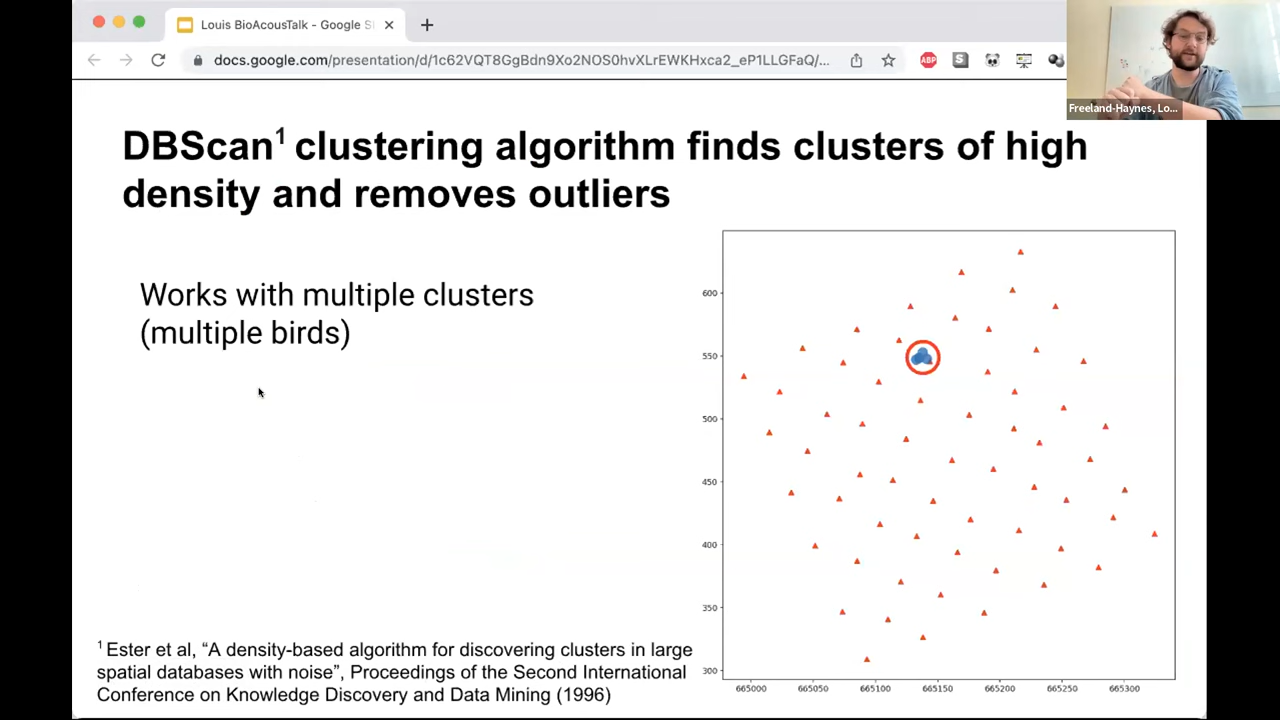 Louis BioAcousTalk - Google Sl
docs.google.com/presentation/d/1c62VQT8GgBdn9Xo2NOS0hvXLrEWKHxca2_eP1LLGFaQ/...
ABP
S
Freeland-Haynes, Lo...
DBScan¹ clustering algorithm finds clusters of high
density and removes outliers
Works with multiple clusters
(multiple birds)
600
550
500
450
400
350
300
665000 665050 665100 665150 665200 665250 665300
¹ Ester et al, “A density-based algorithm for discovering clusters in large
spatial databases with noise”, Proceedings of the Second International
Conference on Knowledge Discovery and Data Mining (1996)